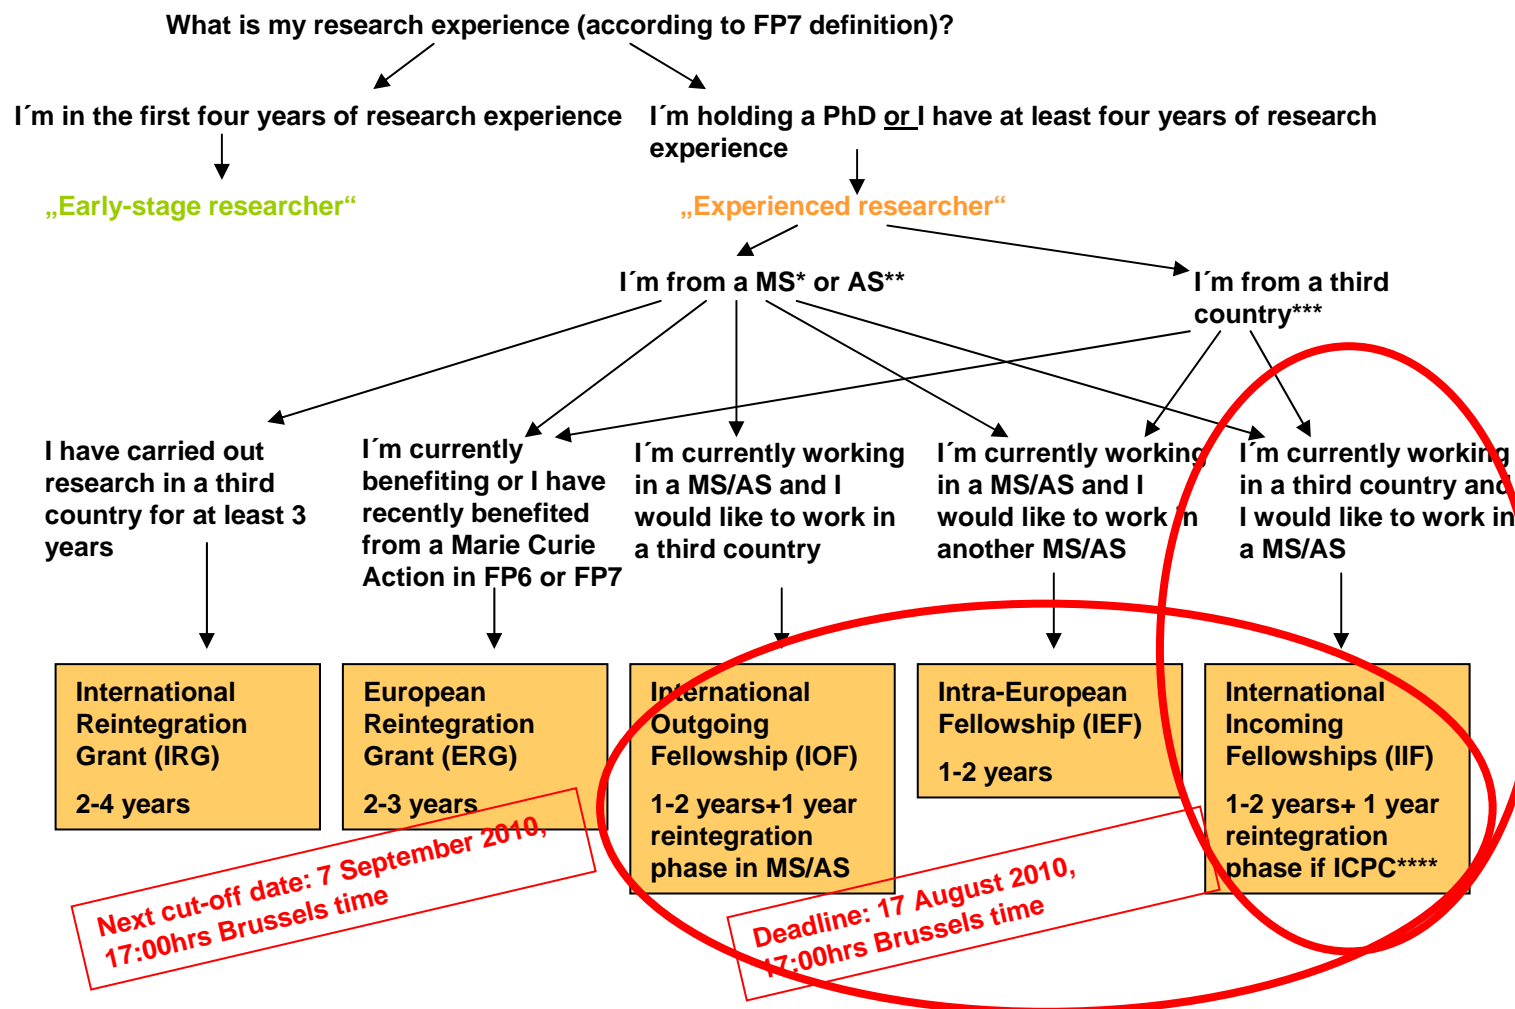 What is my research experience (according to FP7 definition)?
I´m in the first four years of research experience
I´m holding a PhD or I have at least four years of research
experience
„Early-stage researcher“
„Experienced researcher“
I´m from a MS* or AS**
I´m from a third
country***
I have carried out
research in a third
country for at least 3
years
I´m currently
benefiting or I have
recently benefited
from a Marie Curie
Action in FP6 or FP7
I´m currently working
in a MS/AS and I
would like to work in
a third country
I´m currently working
in a MS/AS and I
would like to work in
another MS/AS
I´m currently working
in a third country and
I would like to work in
a MS/AS
International
Reintegration
Grant (IRG)
2-4 years
European
Reintegration
Grant (ERG)
2-3 years
International
Outgoing
Fellowship (IOF)
1-2 years+1 year
reintegration
phase in MS/AS
Intra-European
Fellowship (IEF)
1-2 years
International
Incoming
Fellowships (IIF)
1-2 years+ 1 year
reintegration
phase if ICPC****
Next cut-off date: 7 September 2010,
17:00hrs Brussels time
Deadline: 17 August 2010,
17:00hrs Brussels time